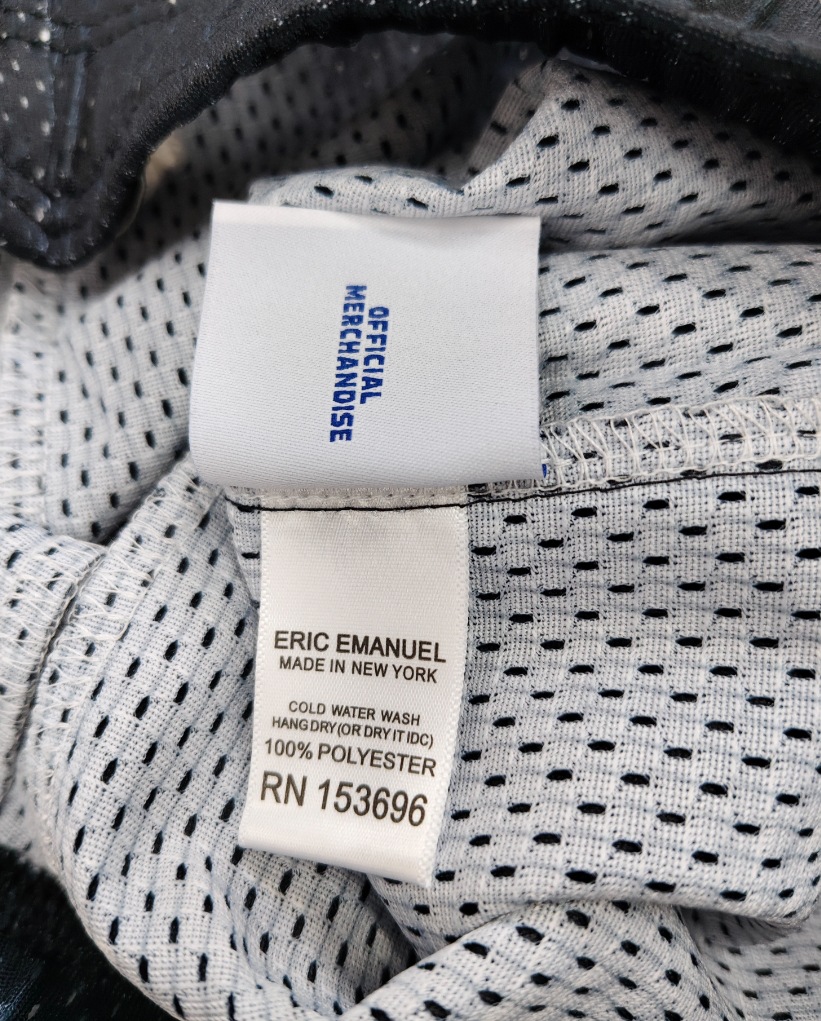 OFFICIAL
MERCHANDISE
ERIC EMANUEL
MADE IN NEW YORK
COLD WATER WASH
HANG DRY (OR DRY IT IDC)
100% POLYESTER
RN 153696